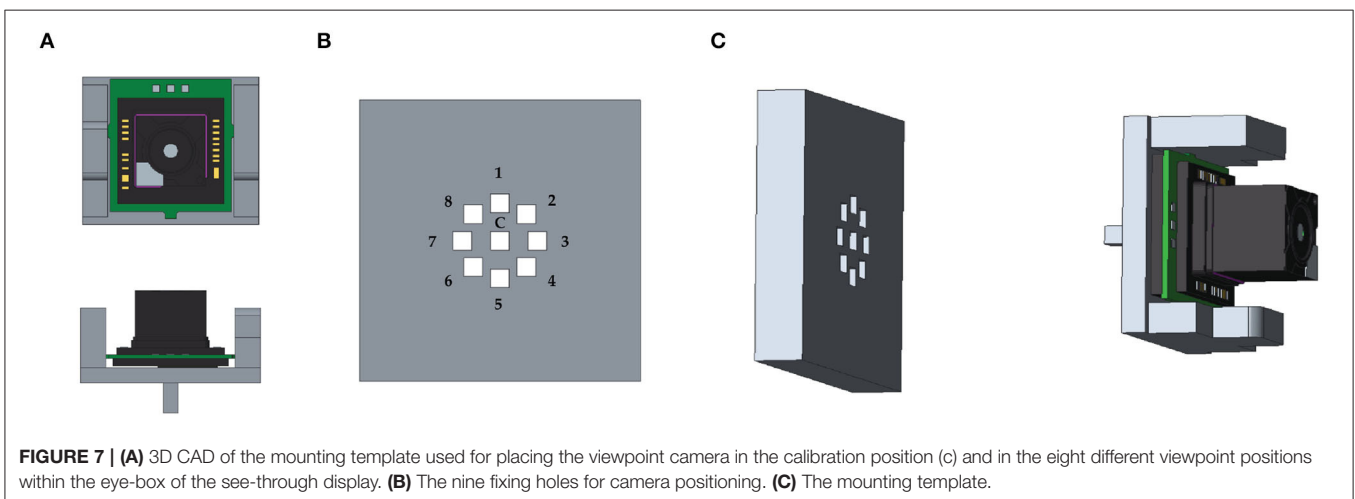 A
B
C
1
8
2
C
7
3
6
4
5
FIGURE 7 | (A) 3D CAD of the mounting template used for placing the viewpoint camera in the calibration position (c) and in the eight different viewpoint positions
within the eye-box of the see-through display. (B) The nine fixing holes for camera positioning. (C) The mounting template.